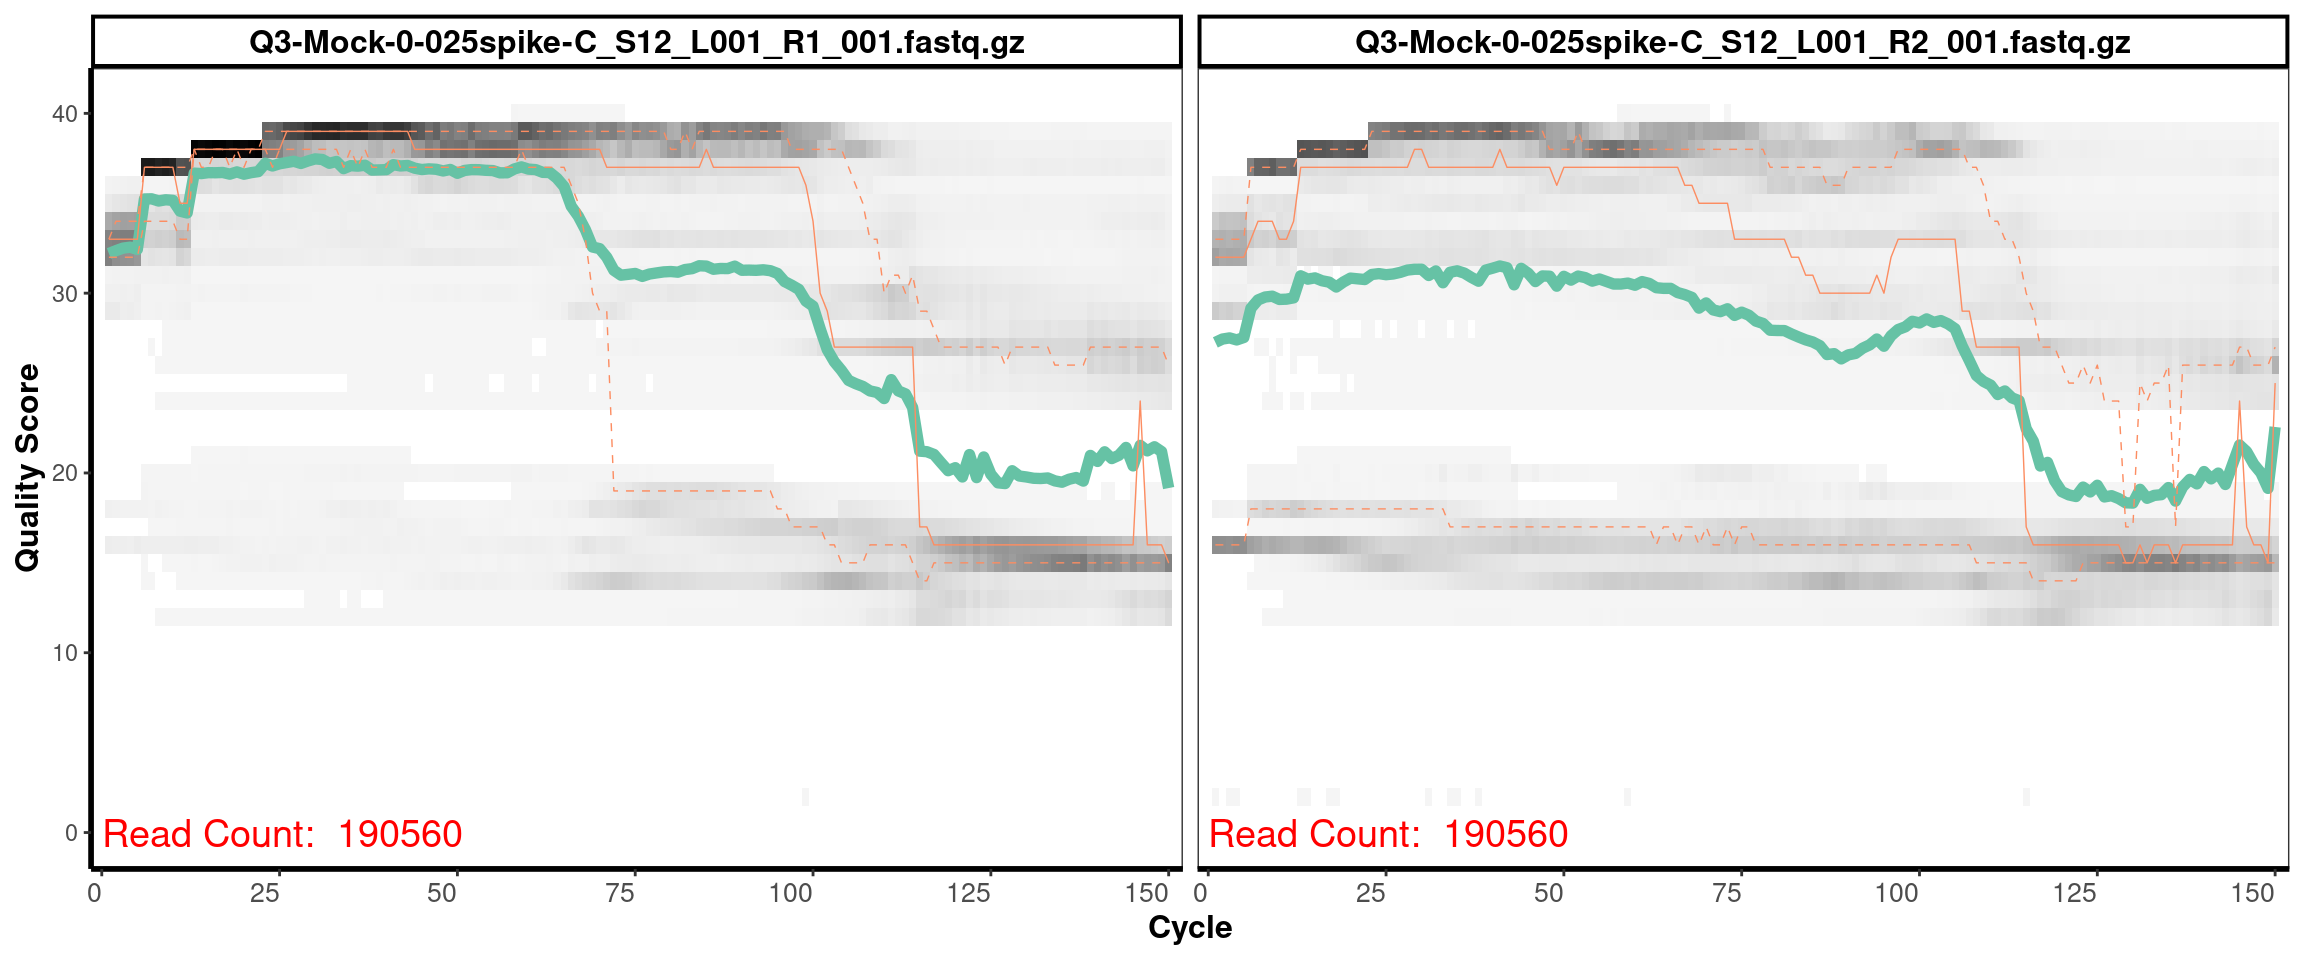 Q3-Mock-0-025spike-C_S12_L001_R1_001.fastq.gz
Q3-Mock-0-025spike-C_S12_L001_R2_001.fastq.gz
40
30
20
10
0
Quality Score
Read Count: 190560
Read Count: 190560
0 25 50 75 100 125 150
0 25 50 75 100 125 150
Cycle